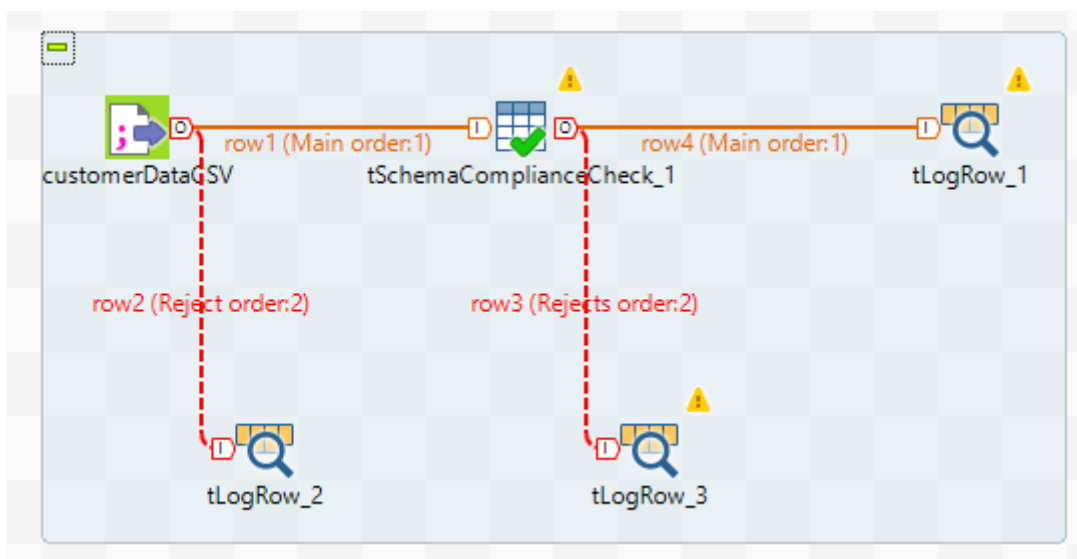 row1 (Main order:1)
row4 (Main order:1)
customerDataCSV
tSchemaComplianceCheck_1
tLogRow_1
row2 (Reject order:2)
row3 (Rejects order:2)
tLogRow_2
tLogRow_3